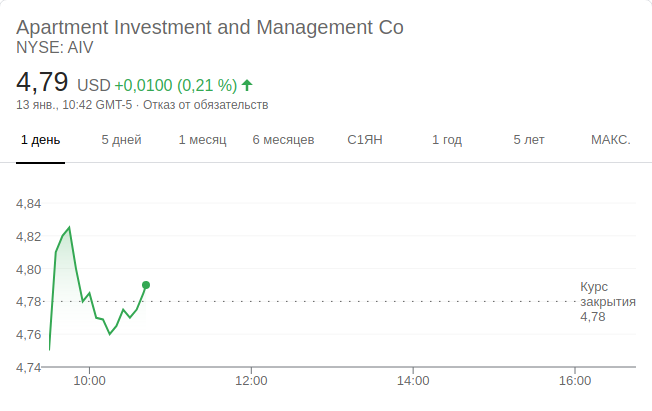 Apartment Investment and Management Co
NYSE: AIV
4,79 USD +0,0100 (0,21 %)
13 янв., 10:42 GMT-5 · Отказ от обязательств
1 день 5 дней 1 месяц 6 месяцев С1ЯН 1 год 5 лет МАКС.
4,84
4,82
4,80
4,78
4,76
4,74
Курс
закрытия
4,78
10:00 12:00 14:00 16:00